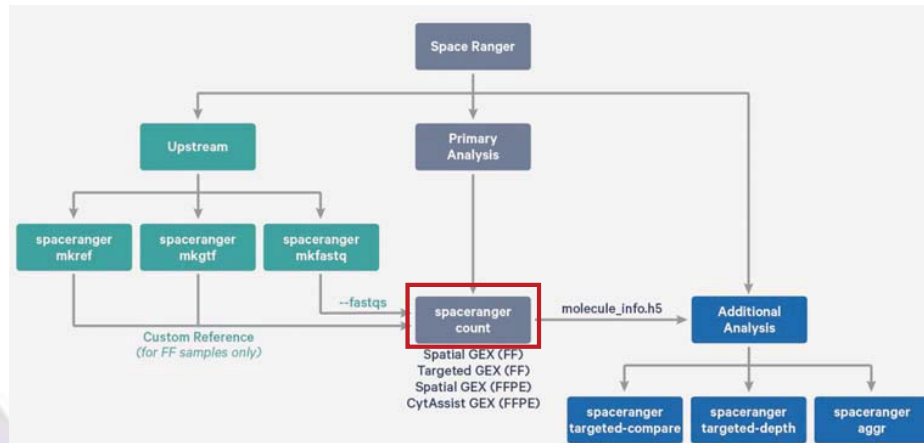 Space Ranger
Upstream
Primary
Analysis
spaceranger
mkref
spaceranger
mkgtf
spaceranger
mkfastq
--fastqs
spaceranger
count
molecule_info.h5
Additional
Analysis
Custom Reference
(for FF samples only)
Spatial GEX (FF)
Targeted GEX (FF)
Spatial GEX (FFPE)
CytAssist GEX (FFPE)
spaceranger
targeted-compare
spaceranger
targeted-depth
spaceranger
aggr